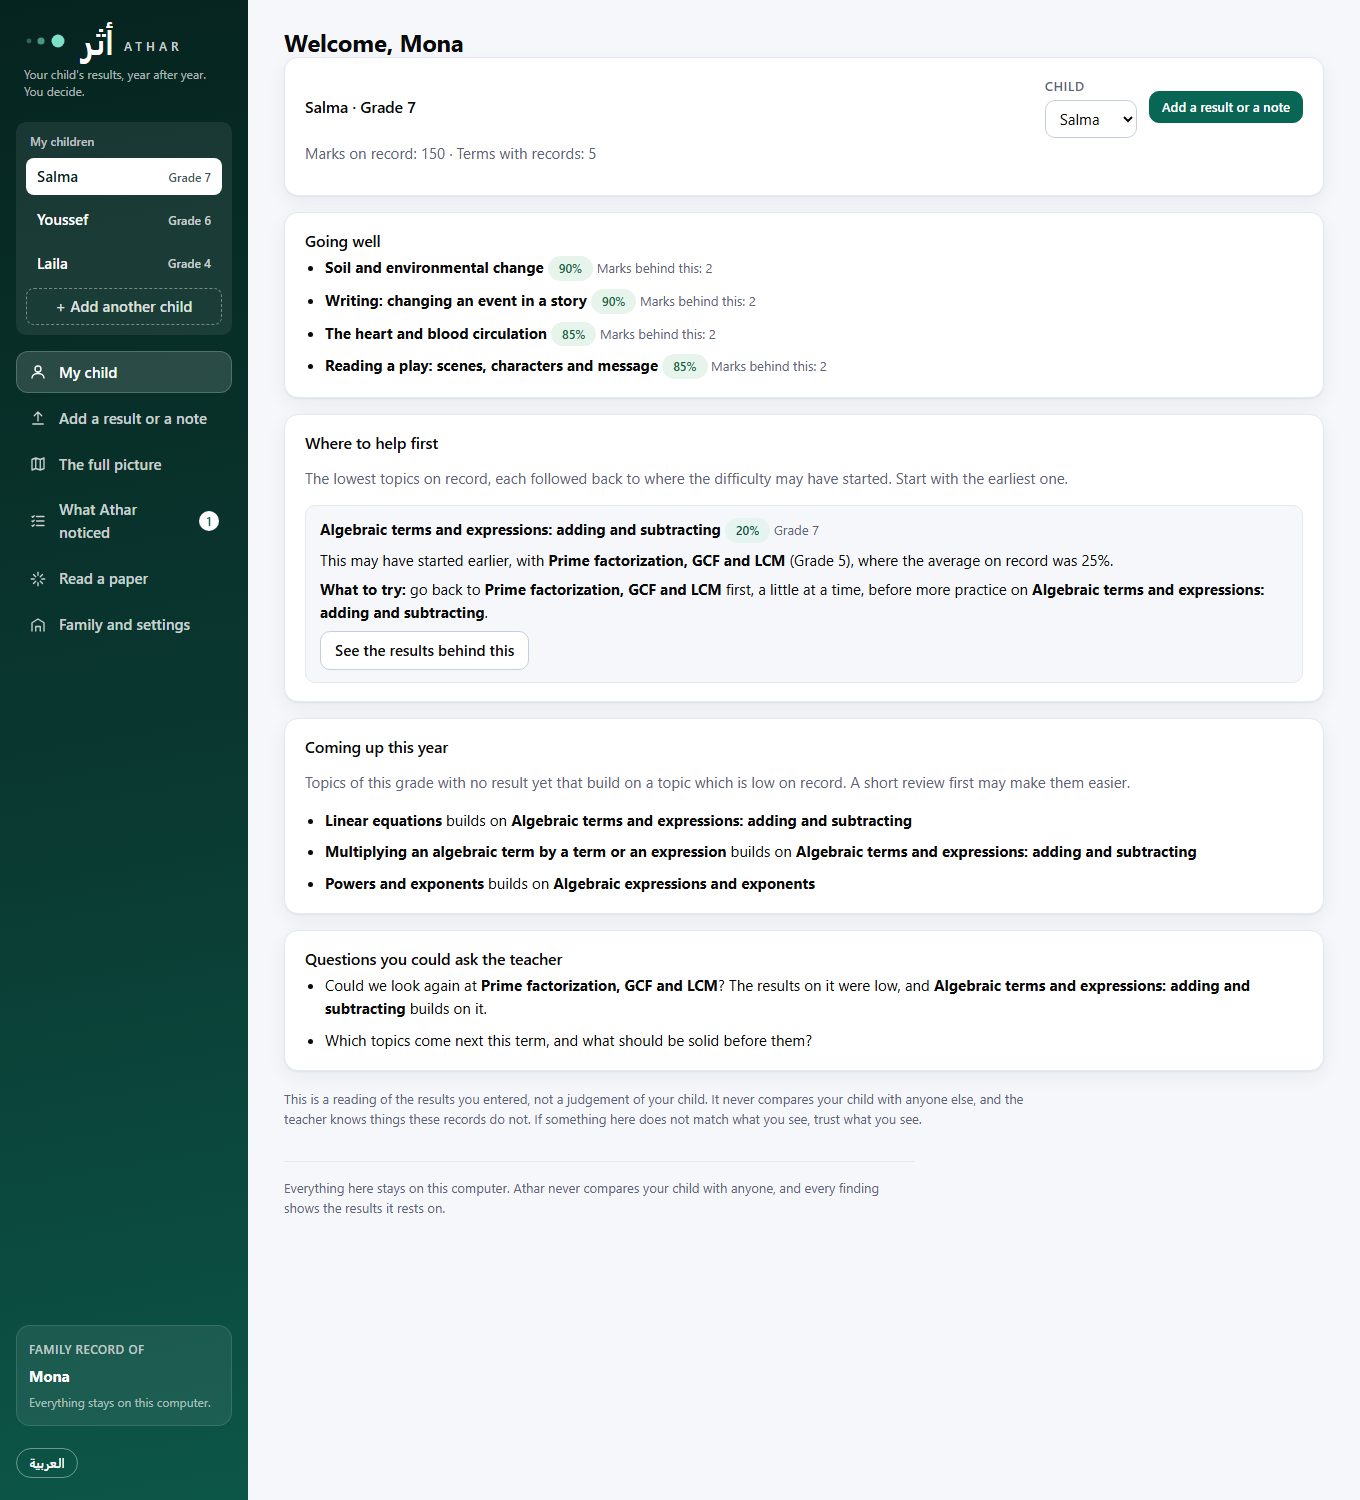 أثر ATHAR
Your child's results, year after year.
You decide.
My children
Salma Grade 7
Youssef Grade 6
Laila Grade 4
+ Add another child
My child
Add a result or a note
The full picture
What Athar
noticed 1
Read a paper
Family and settings
FAMILY RECORD OF
Mona
Everything stays on this computer.
العربية
Welcome, Mona
Salma · Grade 7
CHILD
Salma
Add a result or a note
Marks on record: 150 · Terms with records: 5
Going well
• Soil and environmental change 90% Marks behind this: 2
• Writing: changing an event in a story 90% Marks behind this: 2
• The heart and blood circulation 85% Marks behind this: 2
• Reading a play: scenes, characters and message 85% Marks behind this: 2
Where to help first
The lowest topics on record, each followed back to where the difficulty may have started. Start with the earliest one.
Algebraic terms and expressions: adding and subtracting 20% Grade 7
This may have started earlier, with Prime factorization, GCF and LCM (Grade 5), where the average on record was 25%.
What to try: go back to Prime factorization, GCF and LCM first, a little at a time, before more practice on Algebraic terms and expressions:
adding and subtracting.
See the results behind this
Coming up this year
Topics of this grade with no result yet that build on a topic which is low on record. A short review first may make them easier.
• Linear equations builds on Algebraic terms and expressions: adding and subtracting
• Multiplying an algebraic term by a term or an expression builds on Algebraic terms and expressions: adding and subtracting
• Powers and exponents builds on Algebraic expressions and exponents
Questions you could ask the teacher
• Could we look again at Prime factorization, GCF and LCM? The results on it were low, and Algebraic terms and expressions: adding and
subtracting builds on it.
• Which topics come next this term, and what should be solid before them?
This is a reading of the results you entered, not a judgement of your child. It never compares your child with anyone else, and the
teacher knows things these records do not. If something here does not match what you see, trust what you see.
Everything here stays on this computer. Athar never compares your child with anyone, and every finding
shows the results it rests on.